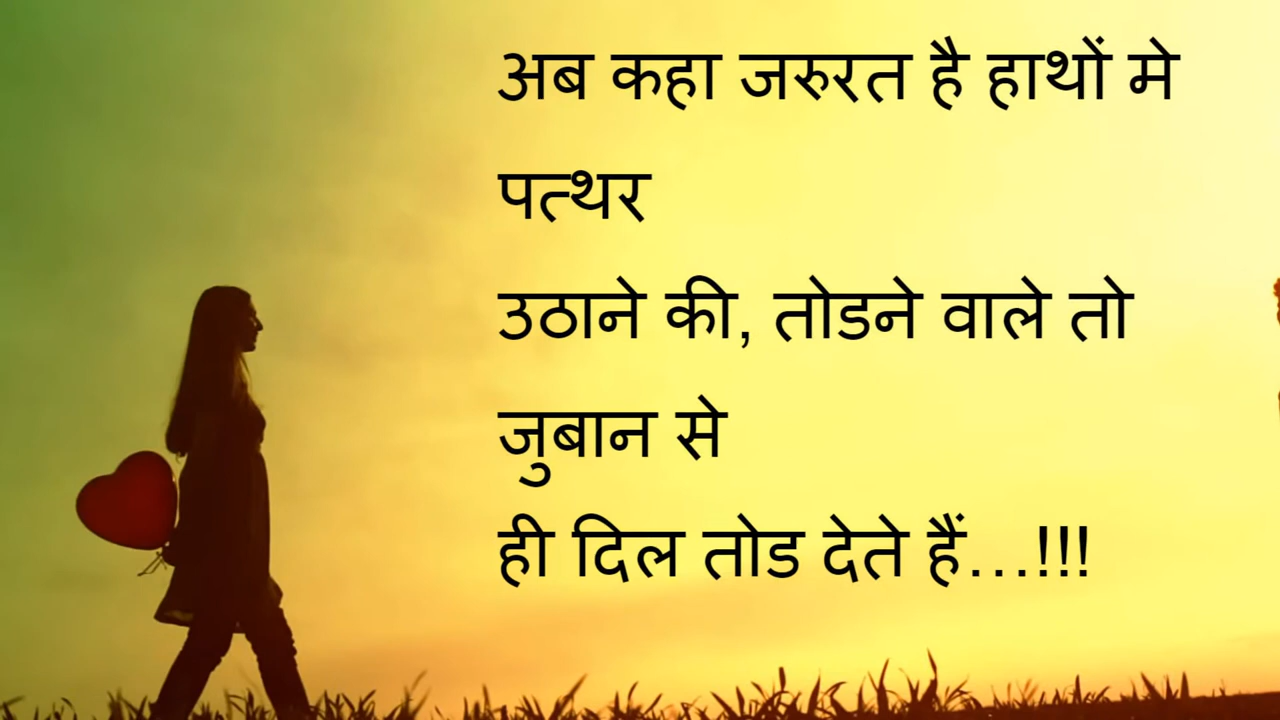 अब कहा जरुरत है हाथों मे
पत्थर
उठाने की, तोडने वाले तो
जुबान से
ही दिल तोड देते हैं...!!!